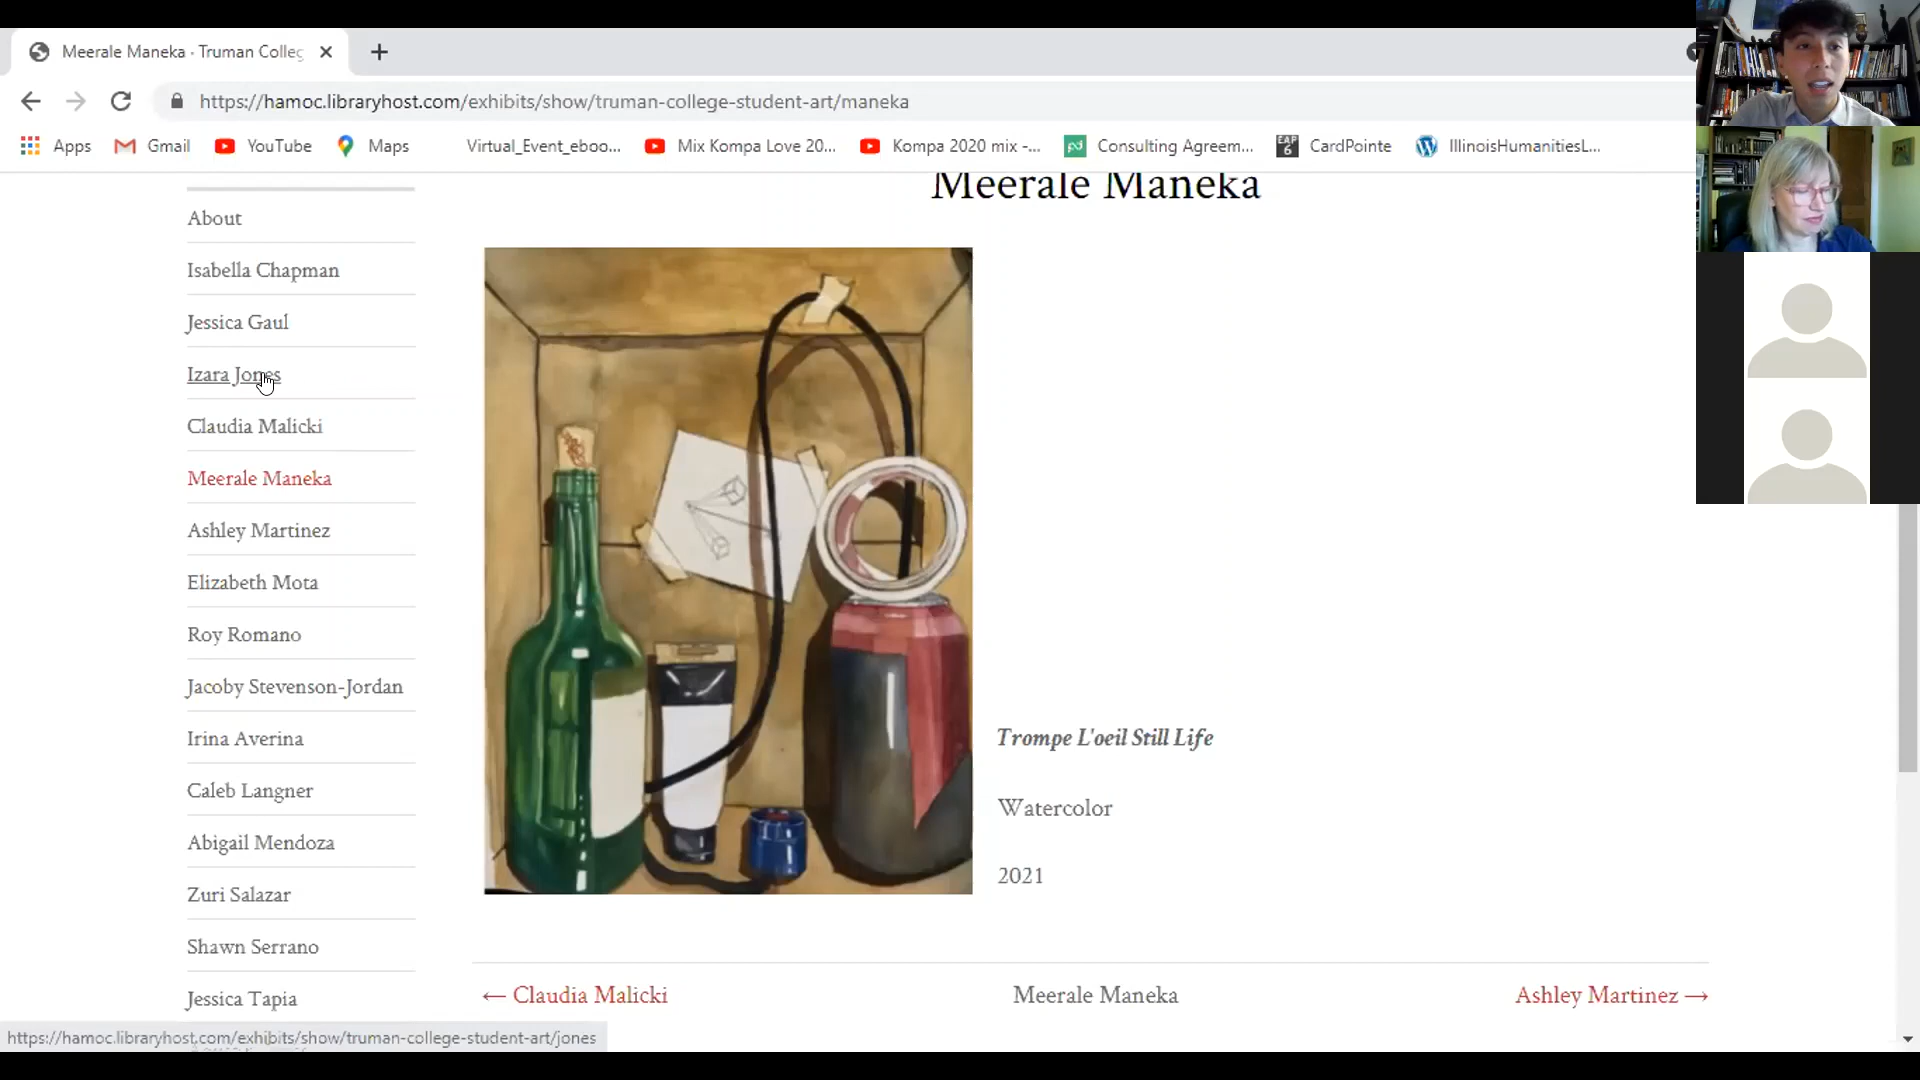 Meerale Maneka · Truman Colleg
https://hamoc.libraryhost.com/exhibits/show/truman-college-student-art/maneka
Apps
Gmail
YouTube
Maps
Virtual_Event_eboo...
Mix Kompa Love 20...
Kompa 2020 mix -...
Consulting Agreem...
EAP 6
CardPointe
IllinoisHumanitiesL...
Meerale Maneka
About
Isabella Chapman
Jessica Gaul
Izara Jones
Claudia Malicki
Meerale Maneka
Ashley Martinez
Elizabeth Mota
Roy Romano
Jacoby Stevenson-Jordan
Irina Averina
Caleb Langner
Abigail Mendoza
Zuri Salazar
Shawn Serrano
Jessica Tapia
Trompe L'oeil Still Life
Watercolor
2021
← Claudia Malicki
Meerale Maneka
Ashley Martinez →
https://hamoc.libraryhost.com/exhibits/show/truman-college-student-art/jones